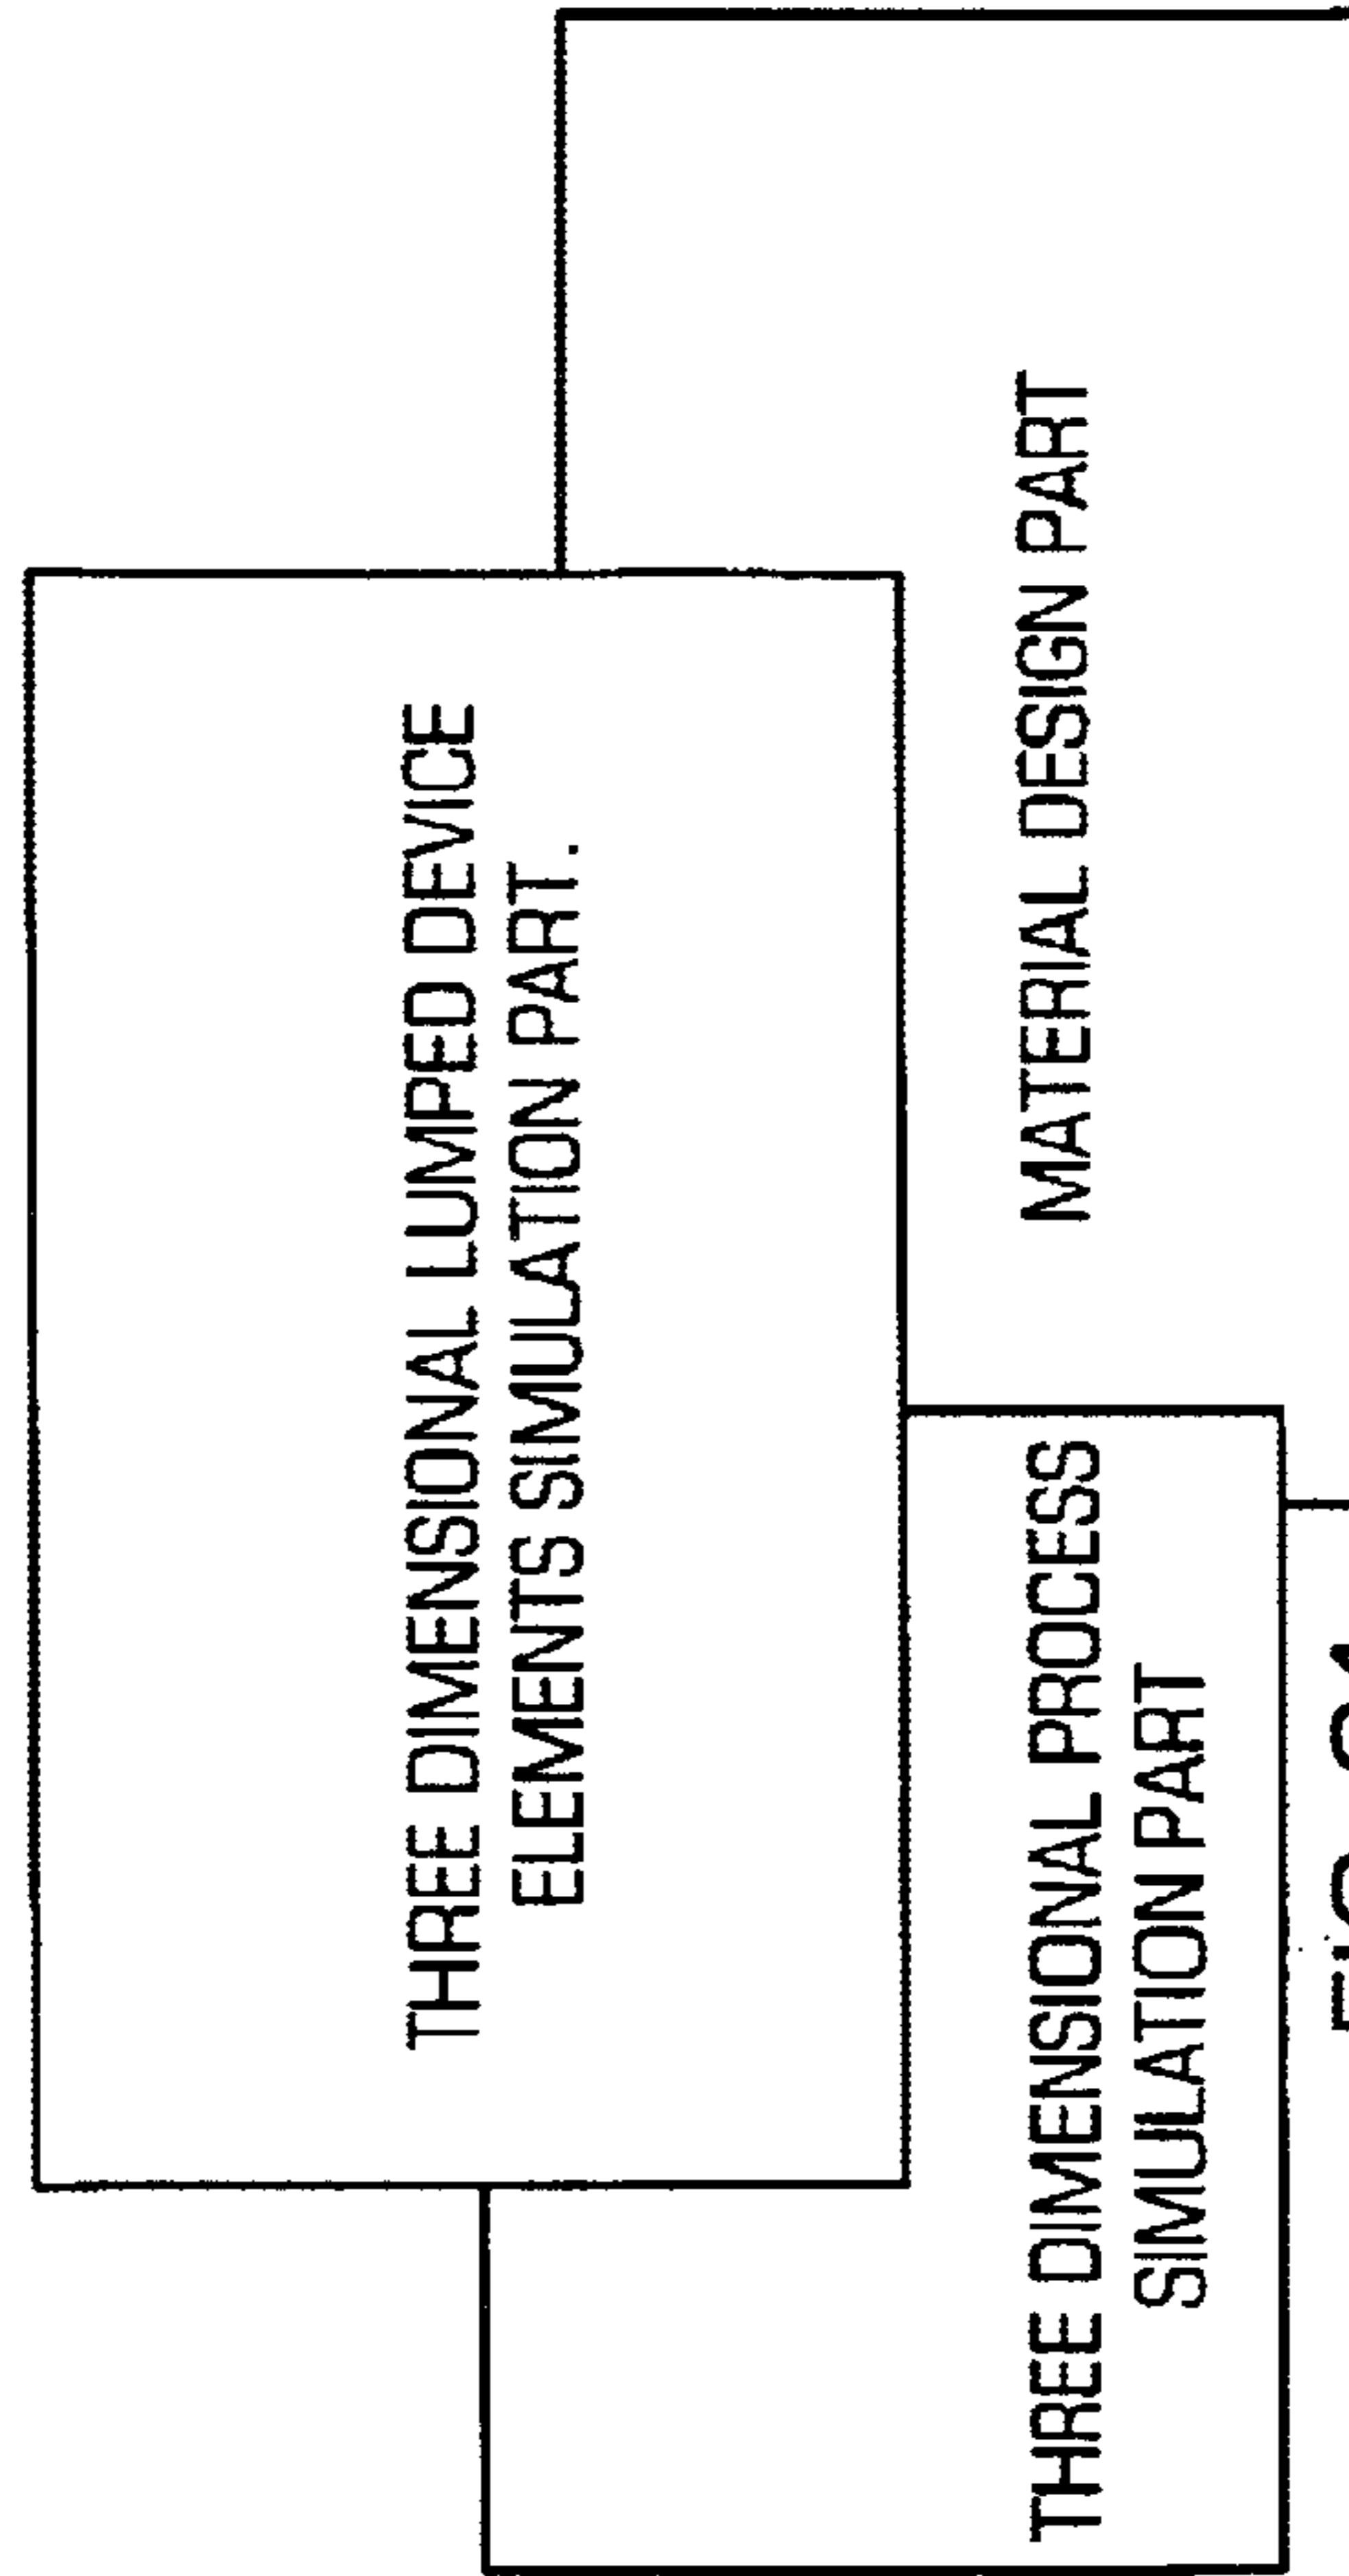 THREE DIMENSIONAL LUMPED DEVICE
ELEMENTS SIMULATION PART.
MATERIAL DESIGN PART
THREE DIMENSIONAL PROCESS
SIMULATION PART